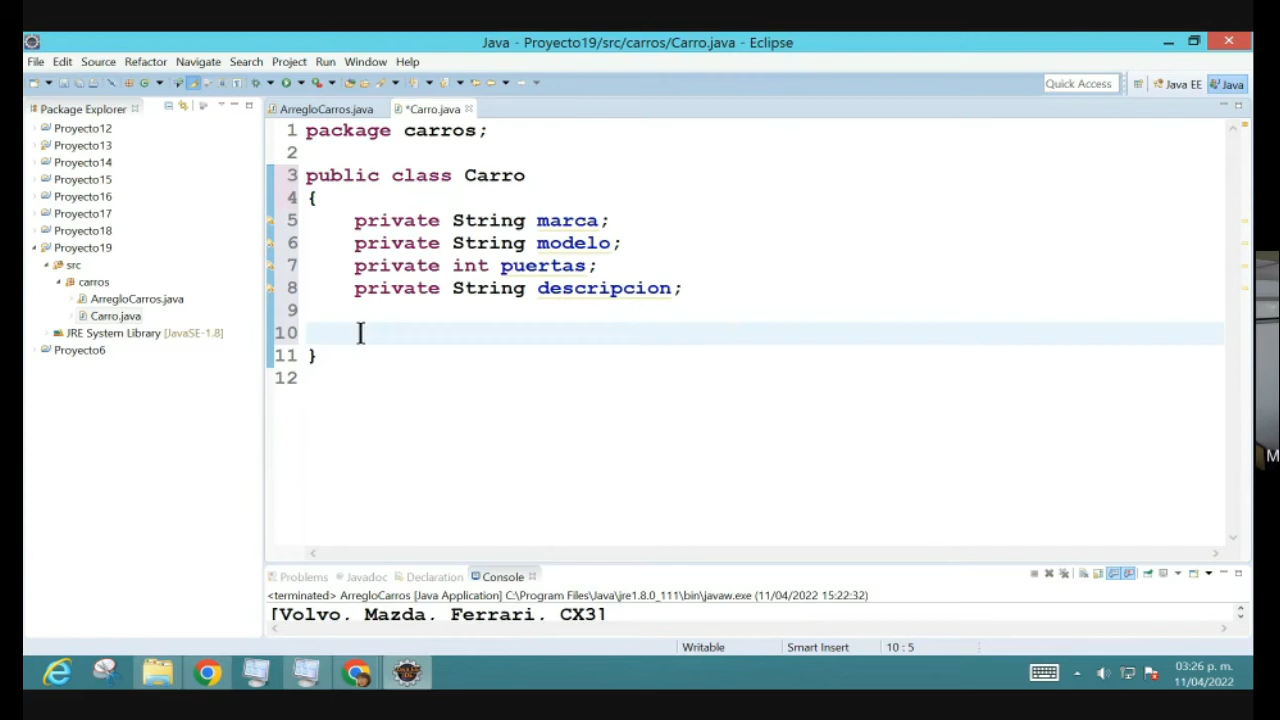 Java - Proyecto19/src/carros/Carro.java - Eclipse
File Edit Source Refactor Navigate Search Project Run Window Help
Quick Access Java EE Java
Package Explorer
Proyecto12
Proyecto13
Proyecto14
Proyecto15
Proyecto16
Proyecto17
Proyecto18
Proyecto19
src
carros
ArregloCarros.java
Carro.java
JRE System Library [JavaSE-1.8]
Proyecto6
ArregloCarros.java *Carro.java
1 package carros;
2
3 public class Carro
4 {
5 private String marca;
6 private String modelo;
7 private int puertas;
8 private String descripcion;
9
10
11 }
12
Problems Javadoc Declaration Console
<terminated> ArregloCarros [Java Application] C:\Program Files\Java\jre1.8.0_111\bin\javaw.exe (11/04/2022 15:22:32)
[Volvo, Mazda, Ferrari, CX3]
Writable Smart Insert 10 : 5
03:26 p. m.
11/04/2022
M